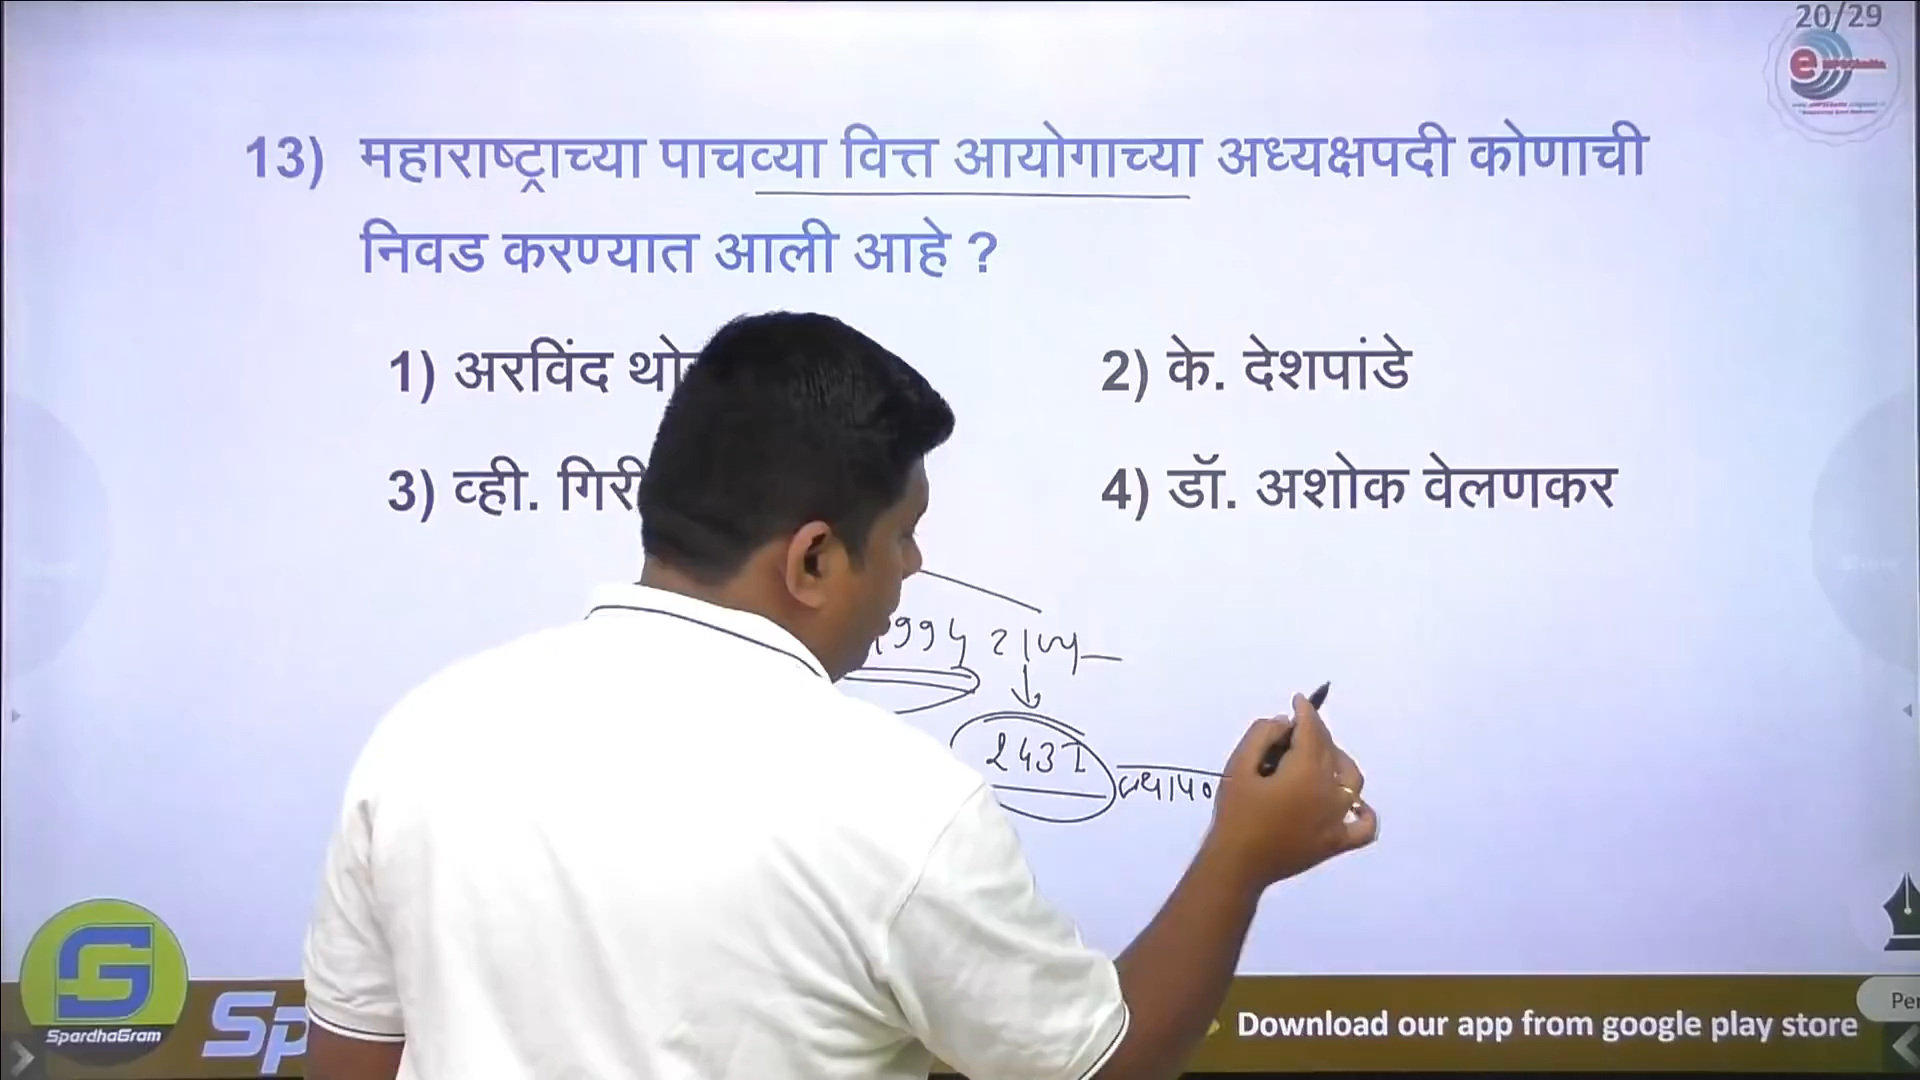 20/29
13) महाराष्ट्राच्या पाचव्या वित्त आयोगाच्या अध्यक्षपदी कोणाची
निवड करण्यात आली आहे ?
1) अरविंद
2) के. देशपांडे
3) व्ही.
4) डॉ. अशोक वेलणकर
राज्य
243I
SpardhaGram
Download our app from google play store